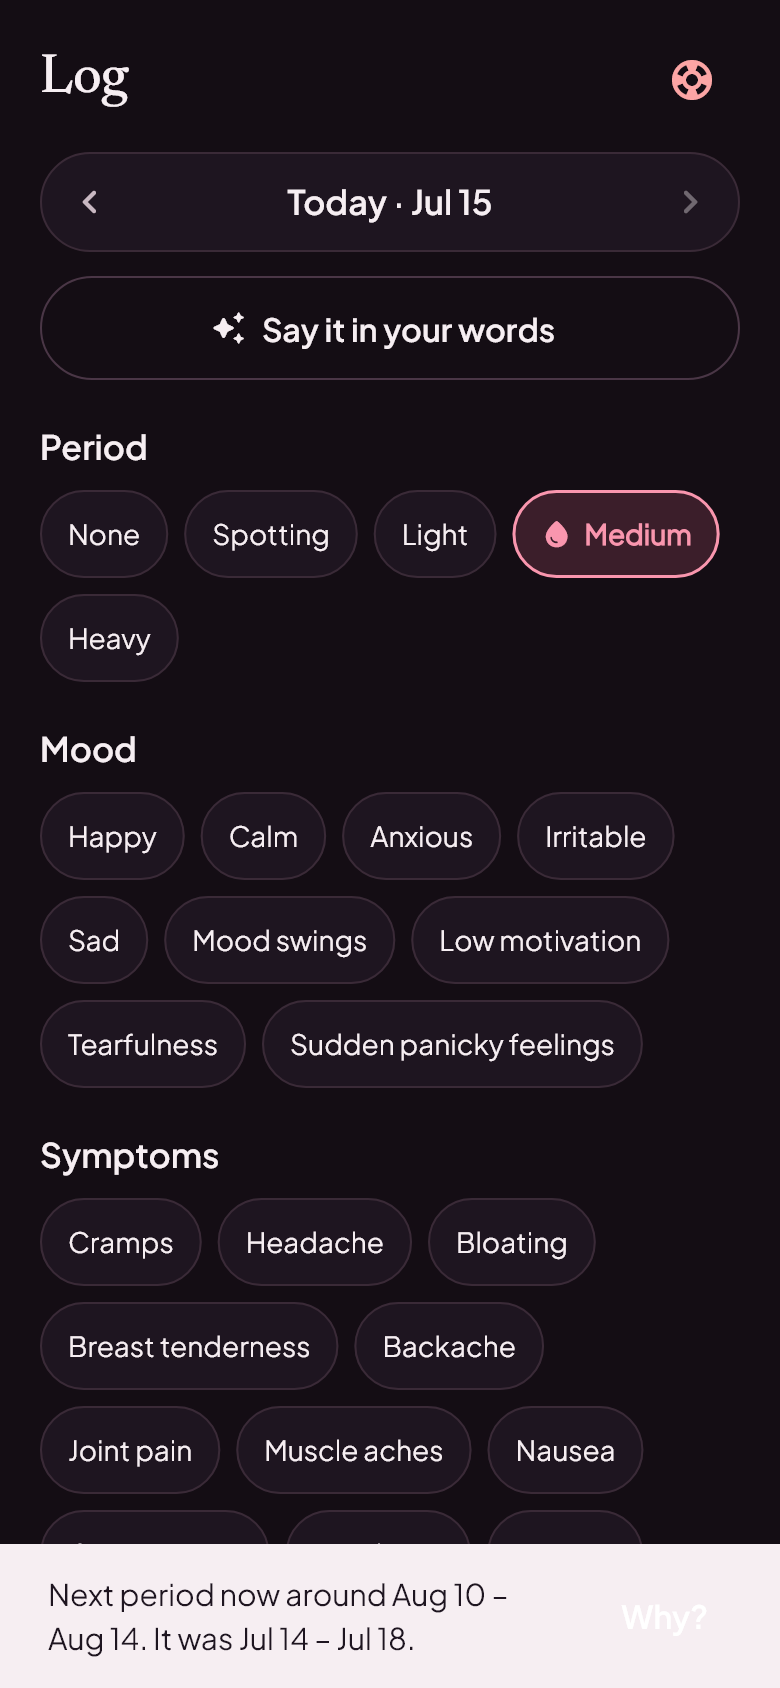 Log
Today · Jul 15
Say it in your words
Period
None Spotting Light Medium
Heavy
Mood
Happy Calm Anxious Irritable
Sad Mood swings Low motivation
Tearfulness Sudden panicky feelings
Symptoms
Cramps Headache Bloating
Breast tenderness Backache
Joint pain Muscle aches Nausea
Next period now around Aug 10 –
Aug 14. It was Jul 14 – Jul 18.
Why?